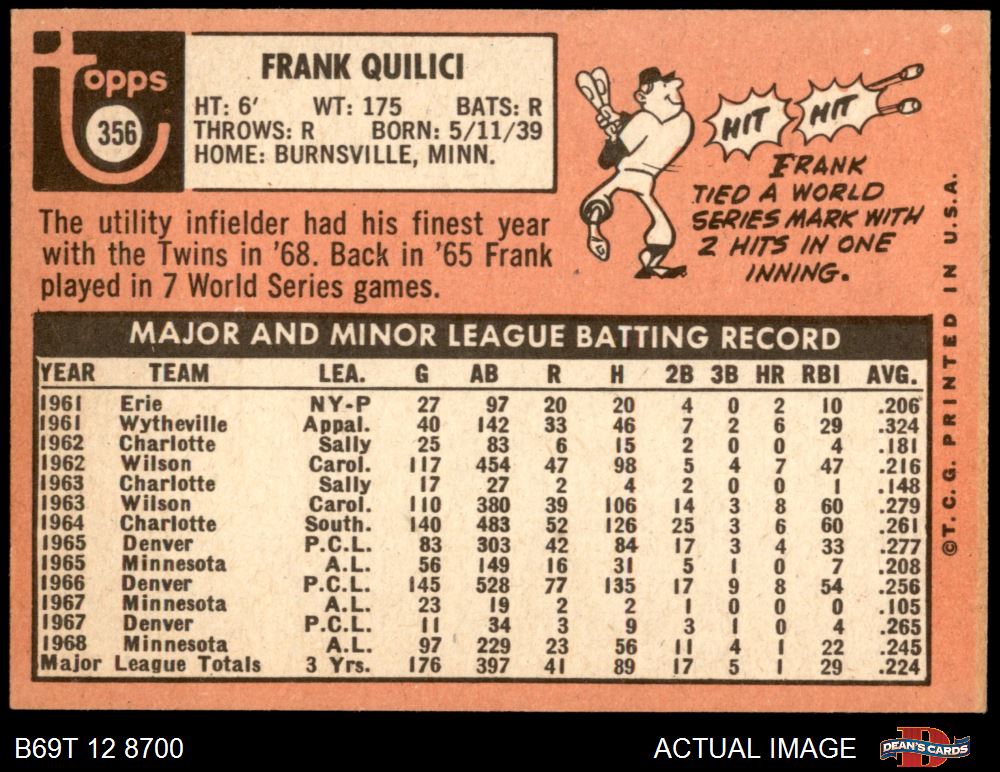 topps
356
FRANK QUILICI
HT: 6' WT: 175 BATS: R
THROWS: R BORN: 5/11/39
HOME: BURNSVILLE, MINN.
The utility infielder had his finest year
with the Twins in '68. Back in '65 Frank
played in 7 World Series games.
HIT HIT
FRANK
TIED A WORLD
SERIES MARK WITH
2 HITS IN ONE
INNING.
MAJOR AND MINOR LEAGUE BATTING RECORD
YEAR TEAM LEA. G AB R H 2B 3B HR RBI AVG.
1961 Erie NY-P 27 97 20 20 4 0 2 10 .206
1961 Wytheville Appal. 40 142 33 46 7 2 6 29 .324
1962 Charlotte Sally 25 83 6 15 2 0 0 4 .181
1962 Wilson Carol. 117 454 47 98 5 4 7 47 .216
1963 Charlotte Sally 17 27 2 4 2 0 0 1 .148
1963 Wilson Carol. 110 380 39 106 14 3 8 60 .279
1964 Charlotte South. 140 483 52 126 25 3 6 60 .261
1965 Denver P.C.L. 83 303 42 84 17 3 4 33 .277
1965 Minnesota A.L. 56 149 16 31 5 1 0 7 .208
1966 Denver P.C.L. 145 528 77 135 17 9 8 54 .256
1967 Minnesota A.L. 23 19 2 2 1 0 0 0 .105
1967 Denver P.C.L. 11 34 3 9 3 1 0 4 .265
1968 Minnesota A.L. 97 229 23 56 11 4 1 22 .245
Major League Totals 3 Yrs. 176 397 41 89 17 5 1 29 .224
©T. C. G. PRINTED IN U.S.A.
B69T 12 8700
ACTUAL IMAGE
DEAN'S CARDS